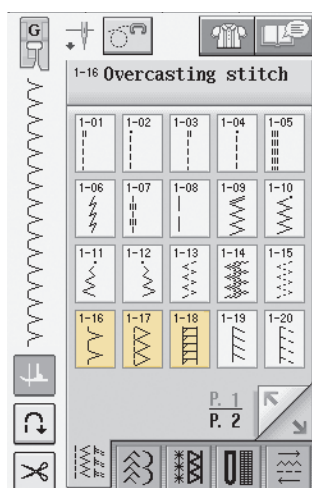 G
1-16 Overcasting stitch
1-01 1-02 1-03 1-04 1-05
1-06 1-07 1-08 1-09 1-10
1-11 1-12 1-13 1-14 1-15
1-16 1-17 1-18 1-19 1-20
P. 1
P. 2